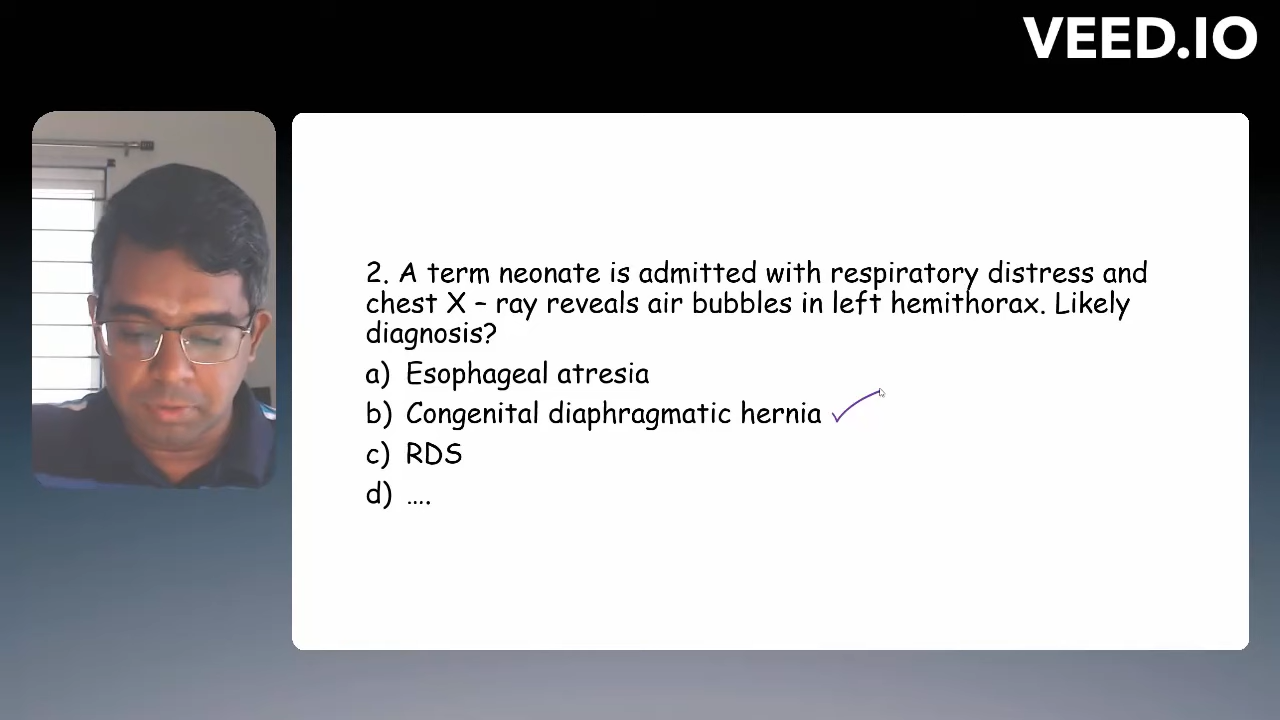 VEED.IO
2. A term neonate is admitted with respiratory distress and
chest X – ray reveals air bubbles in left hemithorax. Likely
diagnosis?
a) Esophageal atresia
b) Congenital diaphragmatic hernia
c) RDS
d) ....